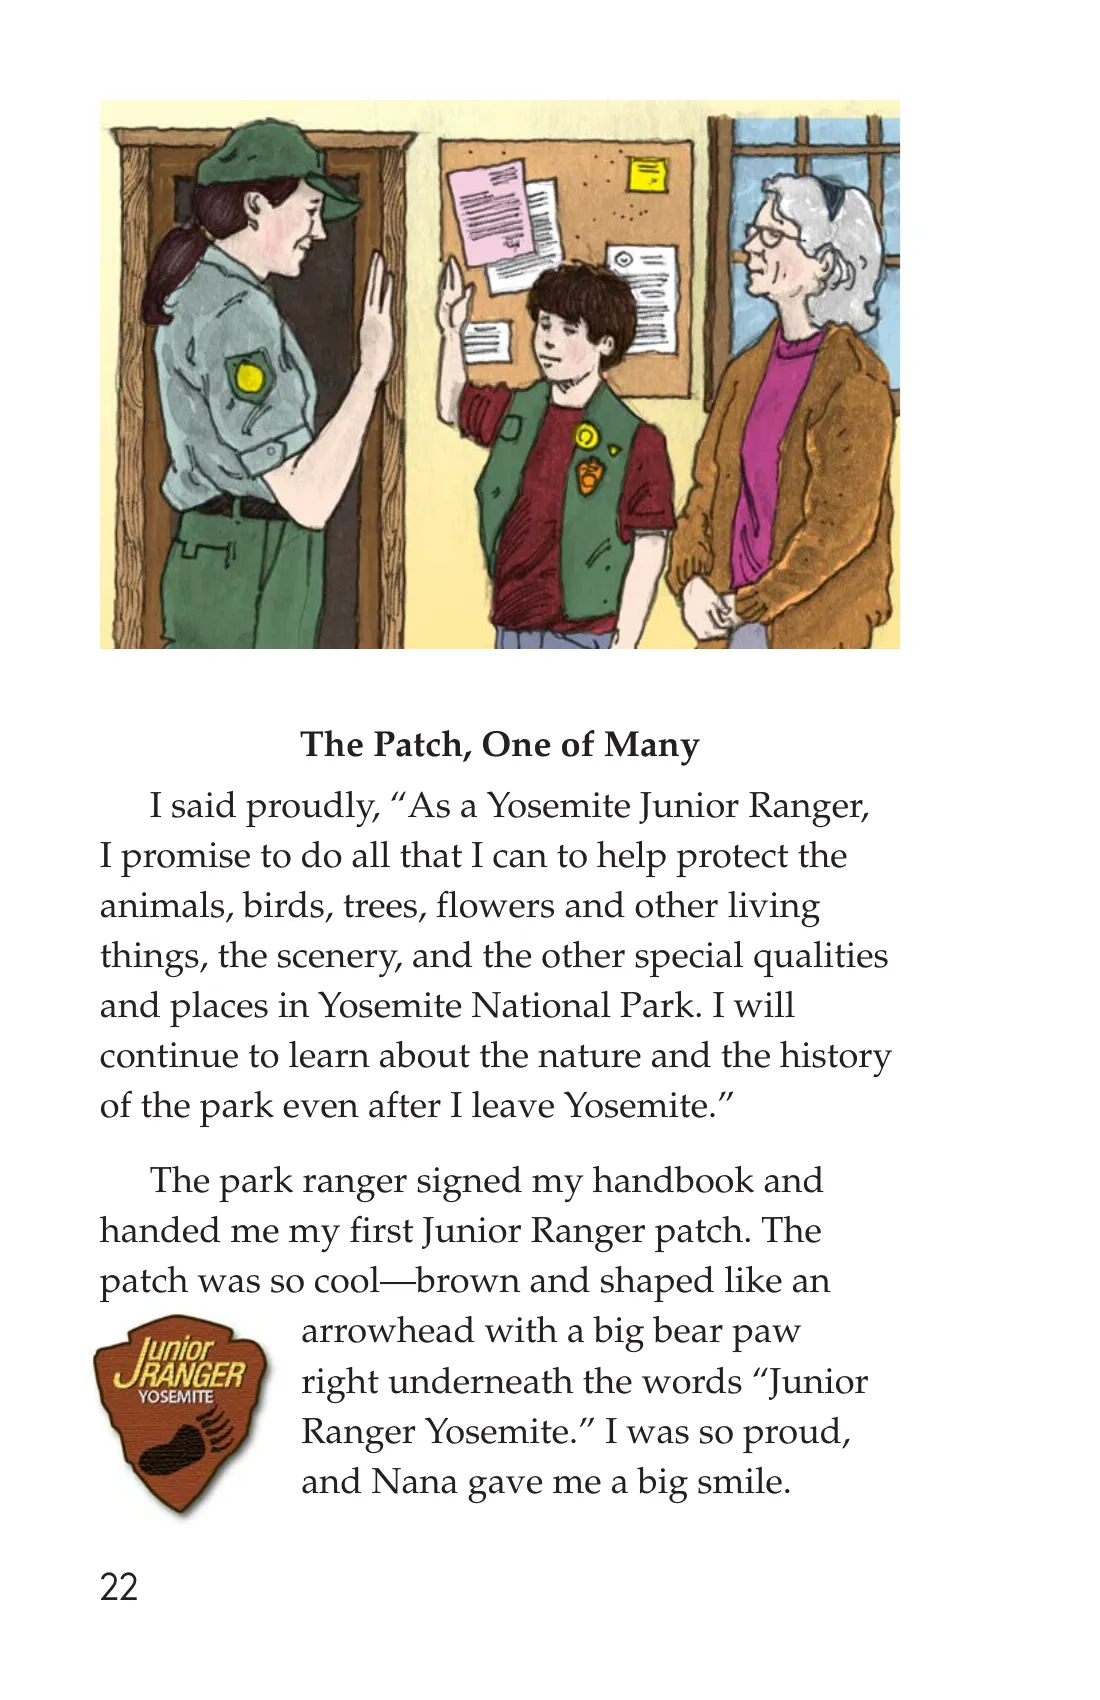 The Patch, One of Many
I said proudly, “As a Yosemite Junior Ranger,
I promise to do all that I can to help protect the
animals, birds, trees, flowers and other living
things, the scenery, and the other special qualities
and places in Yosemite National Park. I will
continue to learn about the nature and the history
of the park even after I leave Yosemite.”
The park ranger signed my handbook and
handed me my first Junior Ranger patch. The
patch was so cool—brown and shaped like an
arrowhead with a big bear paw
right underneath the words “Junior
Ranger Yosemite.” I was so proud,
and Nana gave me a big smile.
Junior
RANGER
YOSEMITE
22